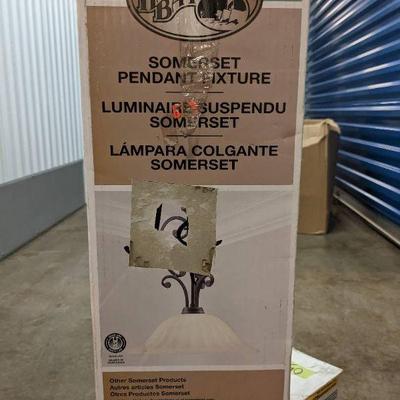 SOMERSET
PENDANT FIXTURE
LUMINAIRE SUSPENDU
SOMERSET
LÁMPARA COLGANTE
SOMERSET
Other Somerset Products
Autres articles Somerset
Otros Productos Somerset